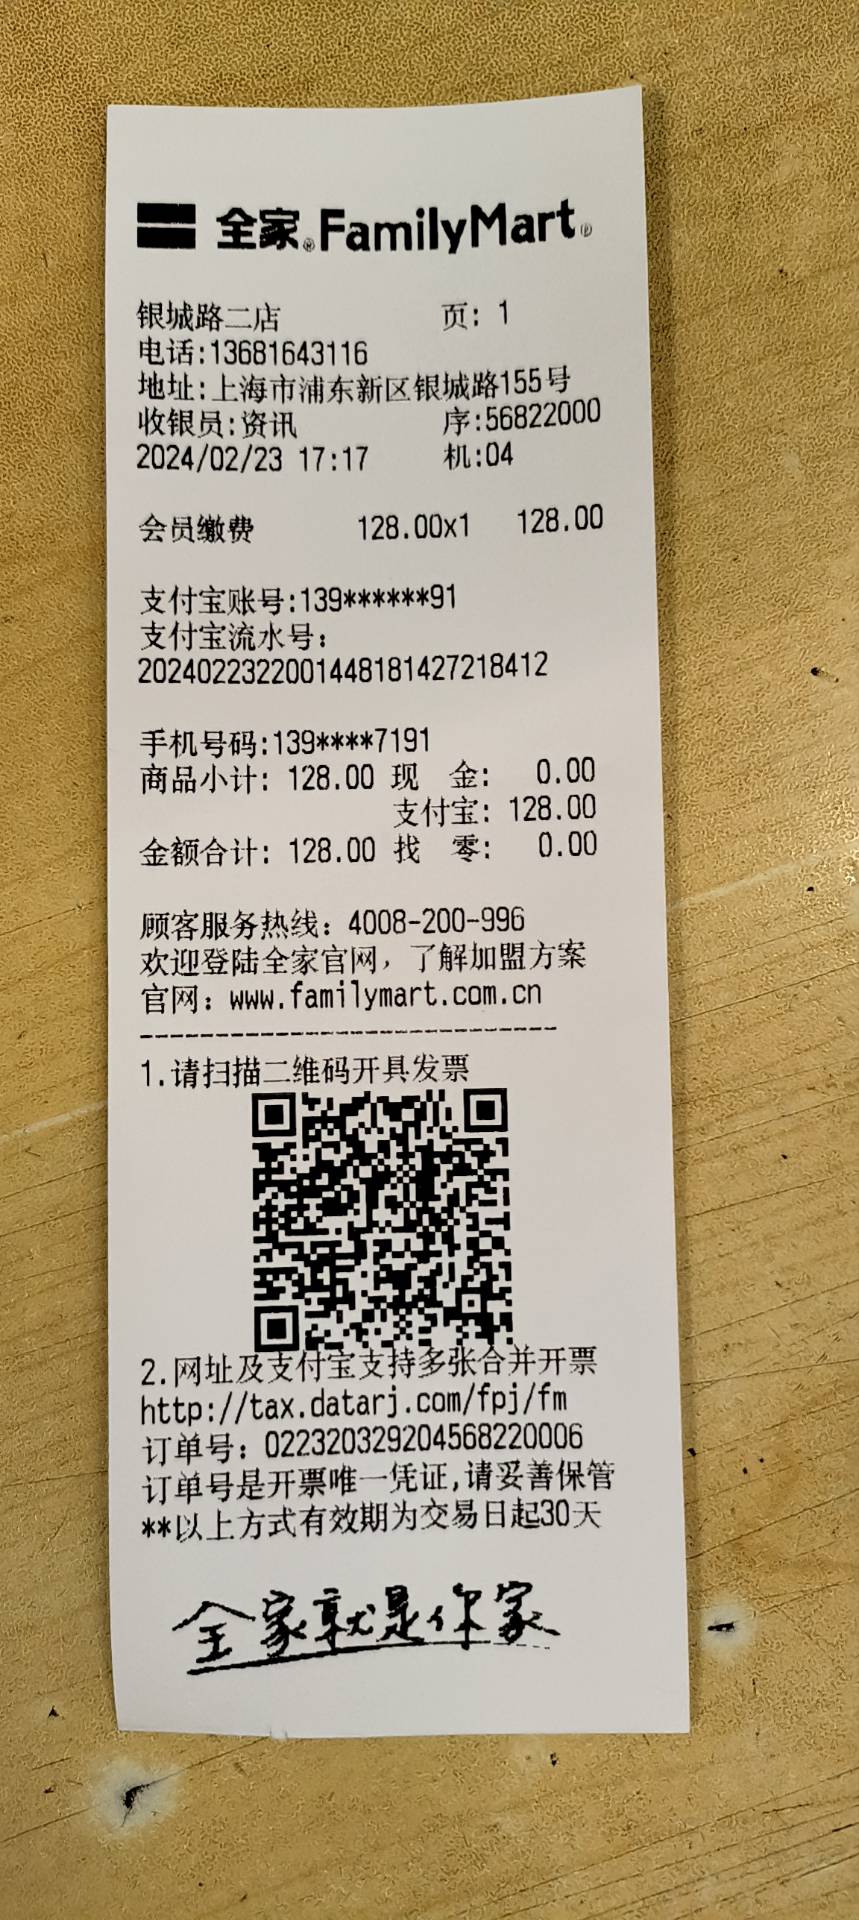 全家®FamilyMart®
银城路二店 页: 1
电话:13681643116
地址:上海市浦东新区银城路155号
收银员:资讯 序:56822000
2024/02/23 17:17 机:04
会员缴费 128.00x1 128.00
支付宝账号:139******91
支付宝流水号:
2024022322001448181427218412
手机号码:139****7191
商品小计: 128.00 现 金: 0.00
支付宝: 128.00
金额合计: 128.00 找 零: 0.00
顾客服务热线: 4008-200-996
欢迎登陆全家官网, 了解加盟方案
官网: www.familymart.com.cn
----------------------------
1.请扫描二维码开具发票
2.网址及支付宝支持多张合并开票
http://tax.datarj.com/fpj/fm
订单号: 022320329204568220006
订单号是开票唯一凭证,请妥善保管
**以上方式有效期为交易日起30天
全家就是你家